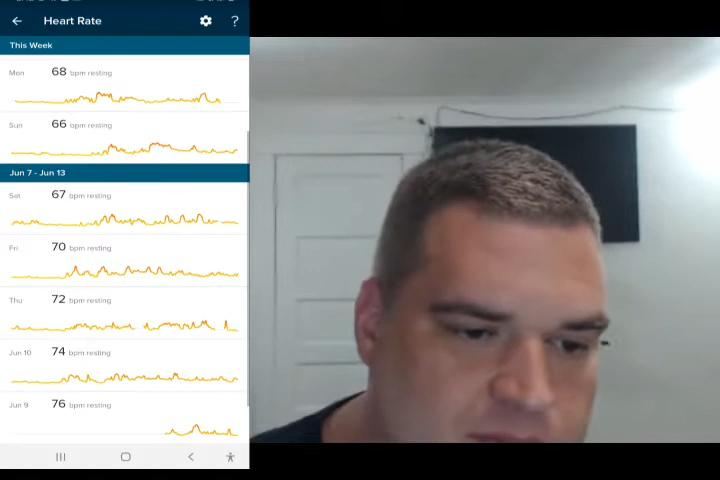 Heart Rate
?
This Week
Mon 68 bpm resting
Sun 66 bpm resting
Jun 7 - Jun 13
Sat 67 bpm resting
Fri 70 bpm resting
Thu 72 bpm resting
Jun 10 74 bpm resting
Jun 9 76 bpm resting